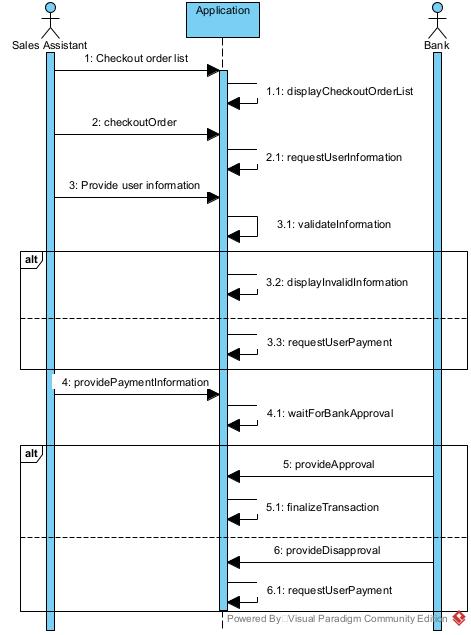 Application
Sales Assistant
Bank
1: Checkout order list
1.1: displayCheckoutOrderList
2: checkoutOrder
2.1: requestUserInformation
3: Provide user information
3.1: validateInformation
alt
3.2: displayInvalidInformation
3.3: requestUserPayment
4: providePaymentInformation
4.1: waitForBankApproval
alt
5: provideApproval
5.1: finalizeTransaction
6: provideDisapproval
6.1: requestUserPayment
Powered By Visual Paradigm Community Edition